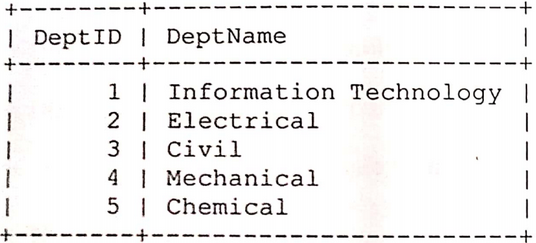 +--------+------------------------+
| DeptID | DeptName               |
+--------+------------------------+
|      1 | Information Technology |
|      2 | Electrical             |
|      3 | Civil                  |
|      4 | Mechanical             |
|      5 | Chemical               |
+--------+------------------------+